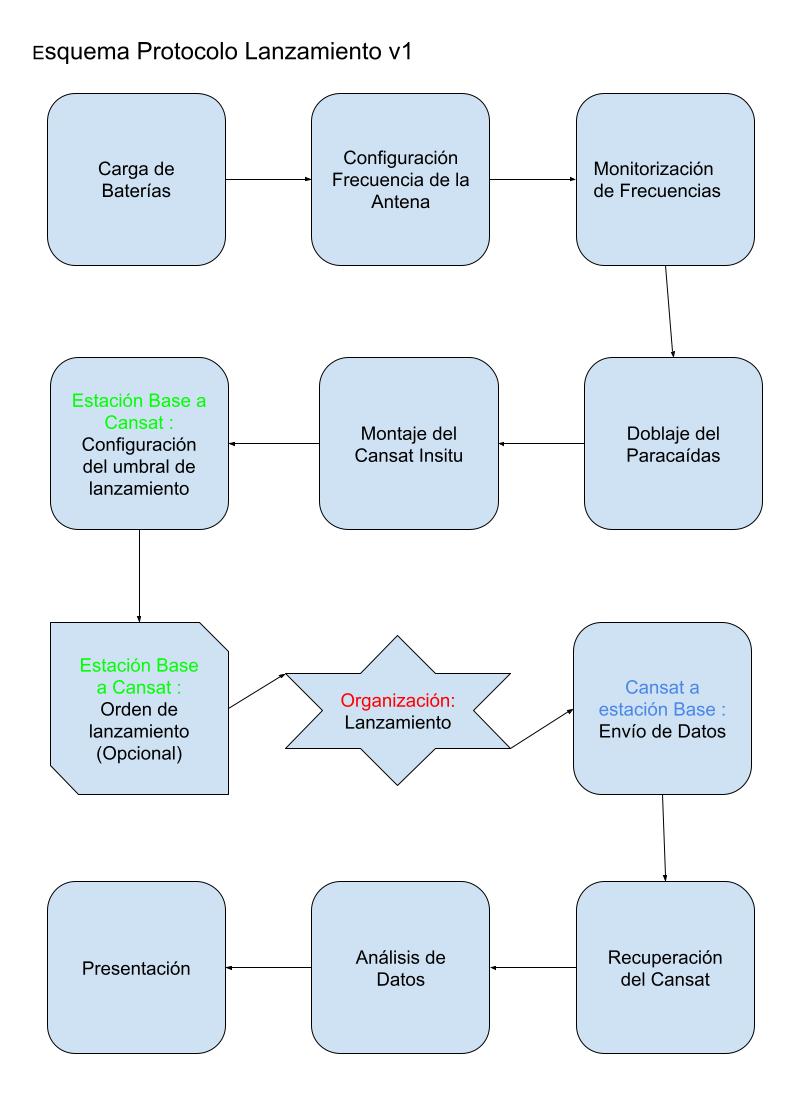 Esquema Protocolo Lanzamiento v1
Carga de
Baterías
Configuración
Frecuencia de la
Antena
Monitorización
de Frecuencias
Doblaje del
Paracaídas
Montaje del
Cansat Insitu
Estación Base a
Cansat :
Configuración
del umbral de
lanzamiento
Estación Base
a Cansat :
Orden de
lanzamiento
(Opcional)
Organización:
Lanzamiento
Cansat a
estación Base :
Envío de Datos
Recuperación
del Cansat
Análisis de
Datos
Presentación